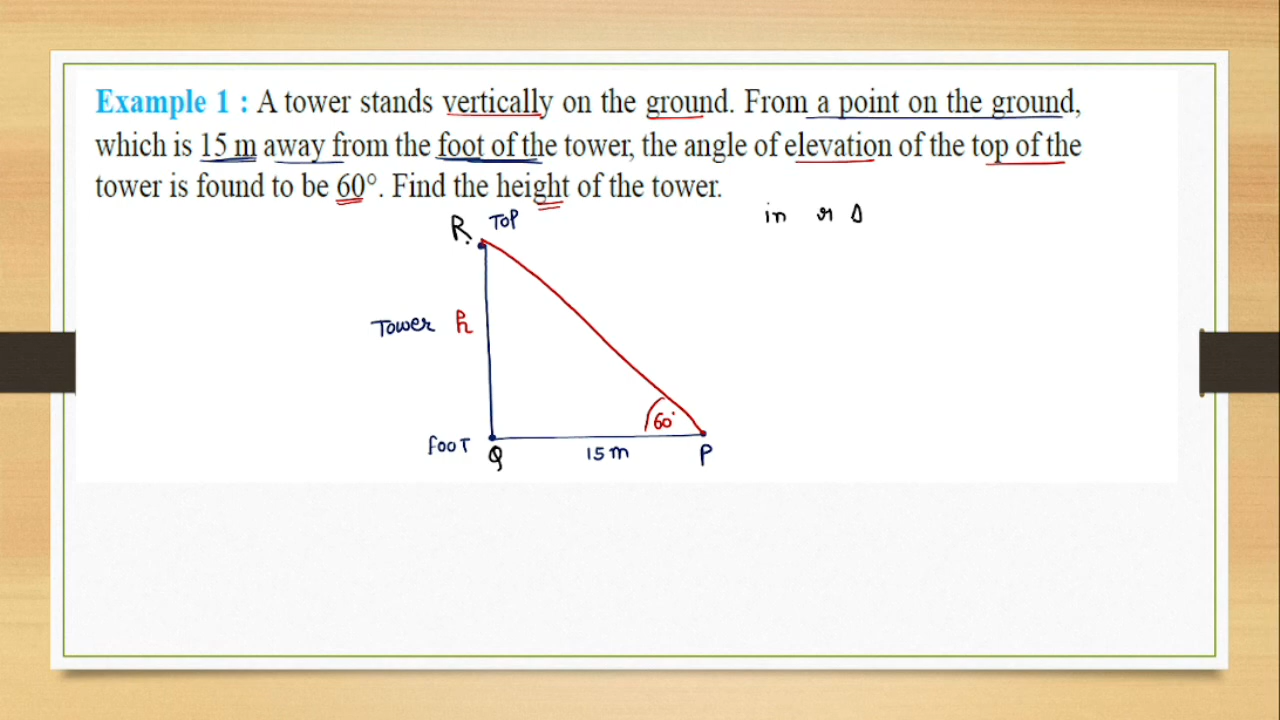 Example 1 : A tower stands vertically on the ground. From a point on the ground,
which is 15 m away from the foot of the tower, the angle of elevation of the top of the
tower is found to be 60°. Find the height of the tower.
in r Δ
R. TOP
Tower h
60°
fooT Q 15 m P